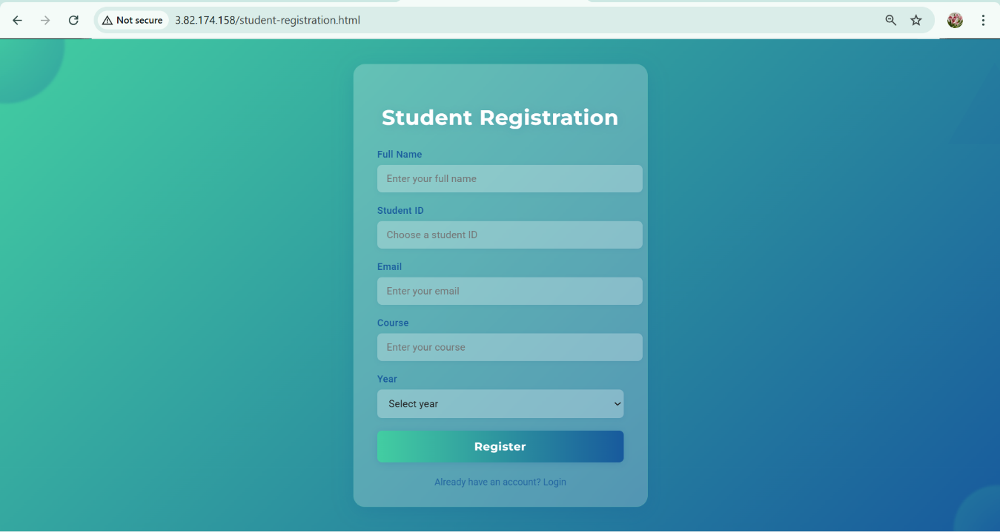 Not secure 3.82.174.158/student-registration.html
Student Registration
Full Name
Enter your full name
Student ID
Choose a student ID
Email
Enter your email
Course
Enter your course
Year
Select year
Register
Already have an account? Login